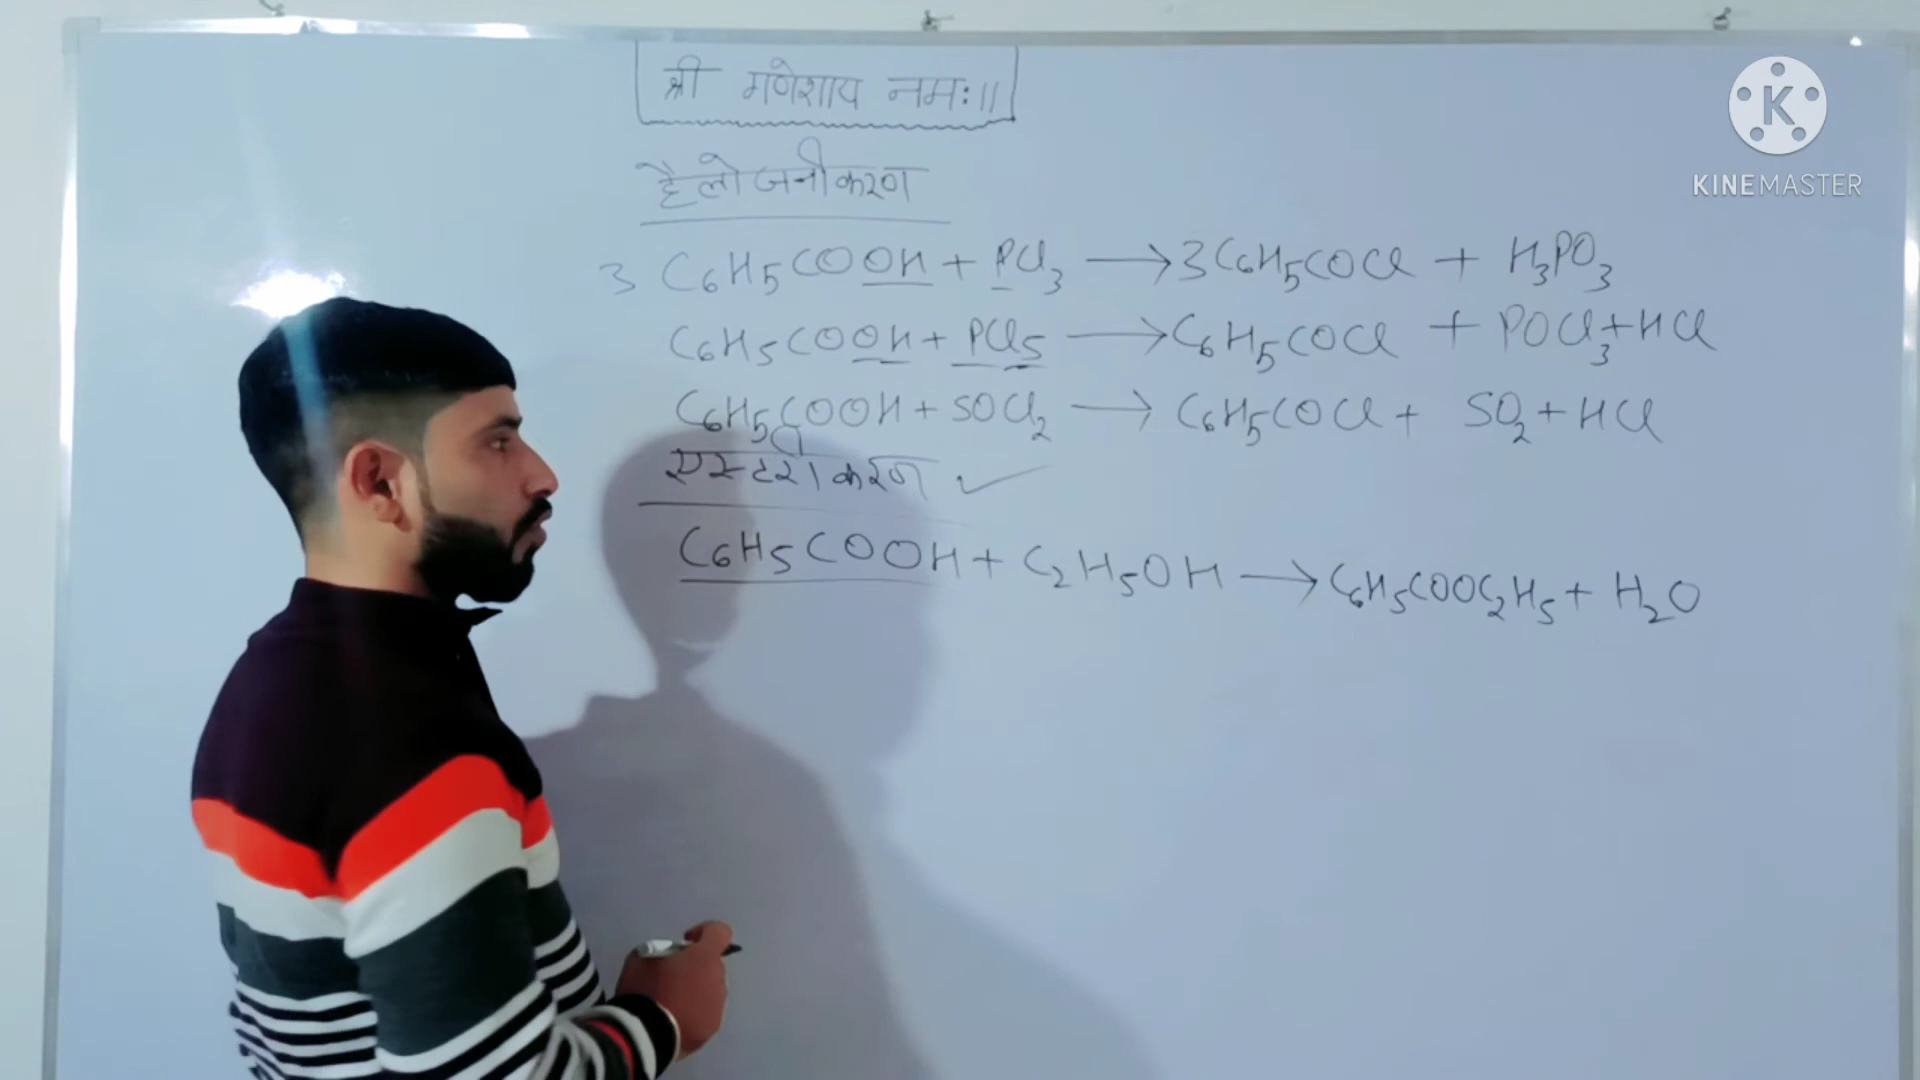 श्री गणेशाय नमः॥
हैलोजनीकरण
3 C₆H₅COOH + PCl₃ → 3C₆H₅COCl + H₃PO₃
C₆H₅COOH + PCl₅ → C₆H₅COCl + POCl₃ + HCl
C₆H₅COOH + SOCl₂ → C₆H₅COCl + SO₂ + HCl
एस्टरीकरण ✓
C₆H₅COOH + C₂H₅OH → C₆H₅COOC₂H₅ + H₂O
K
KINEMASTER